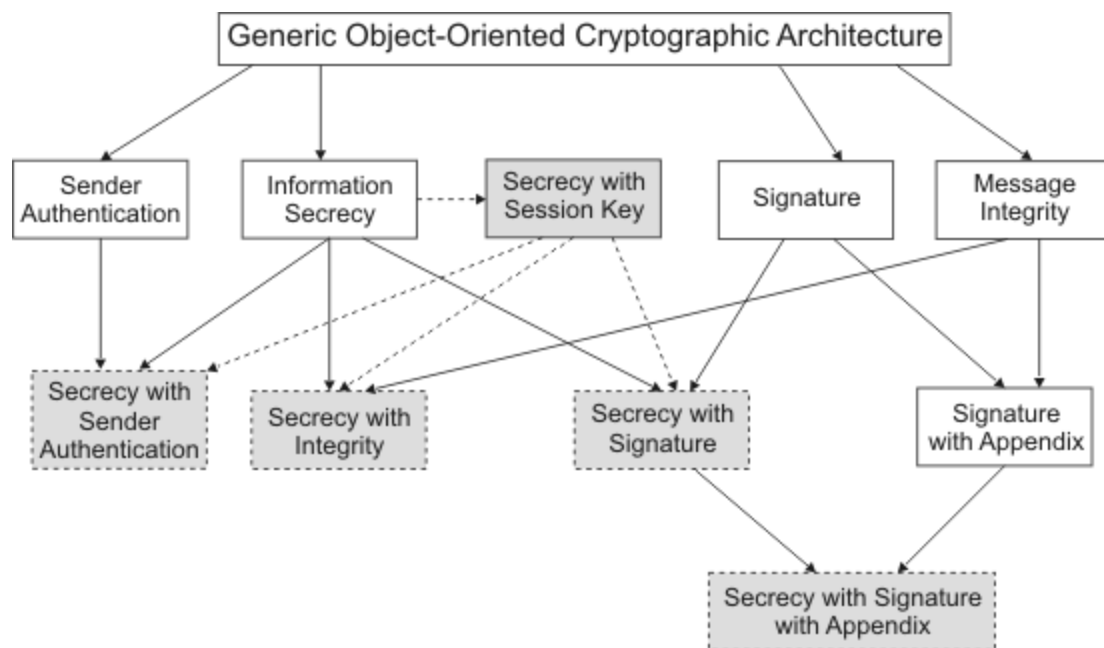 Generic Object-Oriented Cryptographic Architecture
Sender
Authentication
Information
Secrecy
Secrecy with
Session Key
Signature
Message
Integrity
Secrecy with
Sender
Authentication
Secrecy with
Integrity
Secrecy with
Signature
Signature
with Appendix
Secrecy with Signature
with Appendix